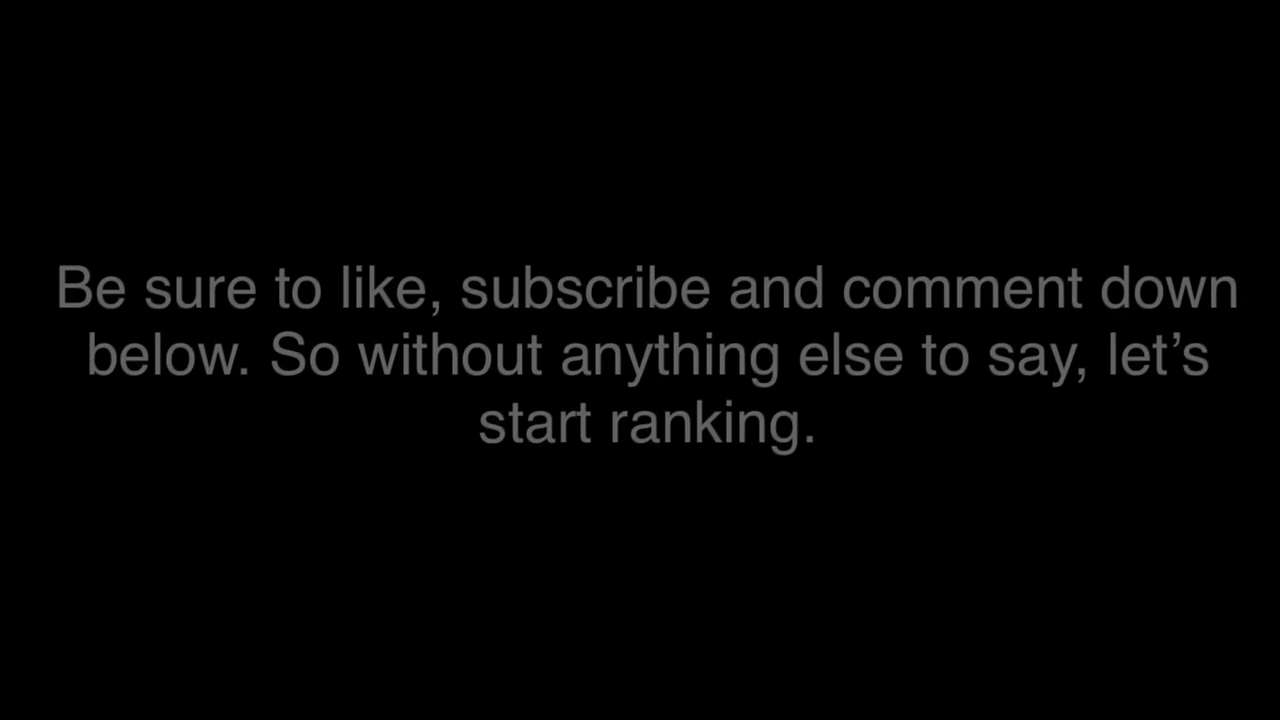 Be sure to like, subscribe and comment down
below. So without anything else to say, let’s
start ranking.